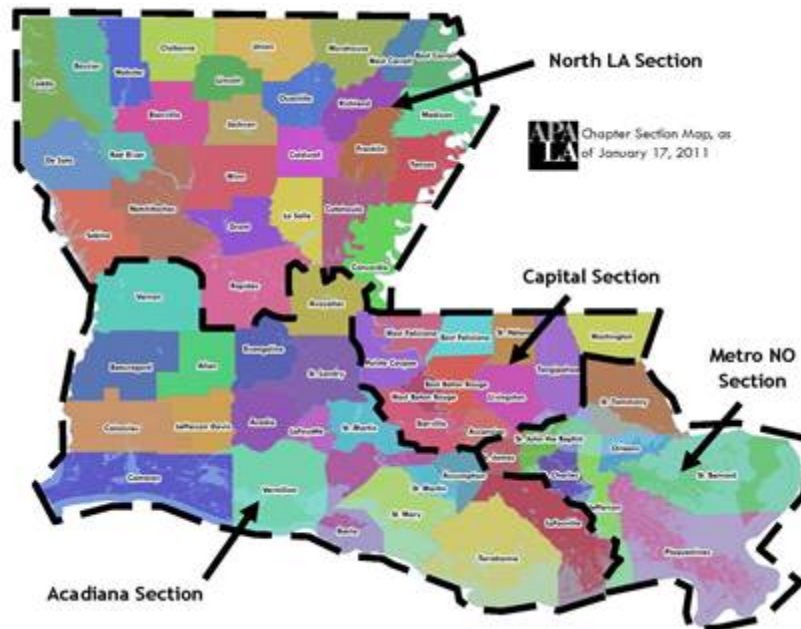 North LA Section
APA
LA
Chapter Section Map, as
of January 17, 2011
Capital Section
Metro NO
Section
Acadiana Section
Caddo
Bossier
Webster
Claiborne
Union
Morehouse
West Carroll
East Carroll
Lincoln
Ouachita
Richland
Madison
Bienville
Jackson
De Soto
Red River
Caldwell
Franklin
Tensas
Winn
Natchitoches
Sabine
Grant
La Salle
Catahoula
Concordia
Vernon
Rapides
Avoyelles
Beauregard
Allen
Evangeline
St. Landry
Pointe Coupee
West Feliciana
East Feliciana
St. Helena
Tangipahoa
Washington
St. Tammany
East Baton Rouge
West Baton Rouge
Livingston
Iberville
Ascension
Calcasieu
Jefferson Davis
Acadia
Lafayette
St. Martin
Cameron
Vermilion
Iberia
St. Martin
St. Mary
Assumption
St. John the Baptist
St. Charles
Orleans
St. Bernard
Jefferson
Lafourche
Plaquemines
Terrebonne